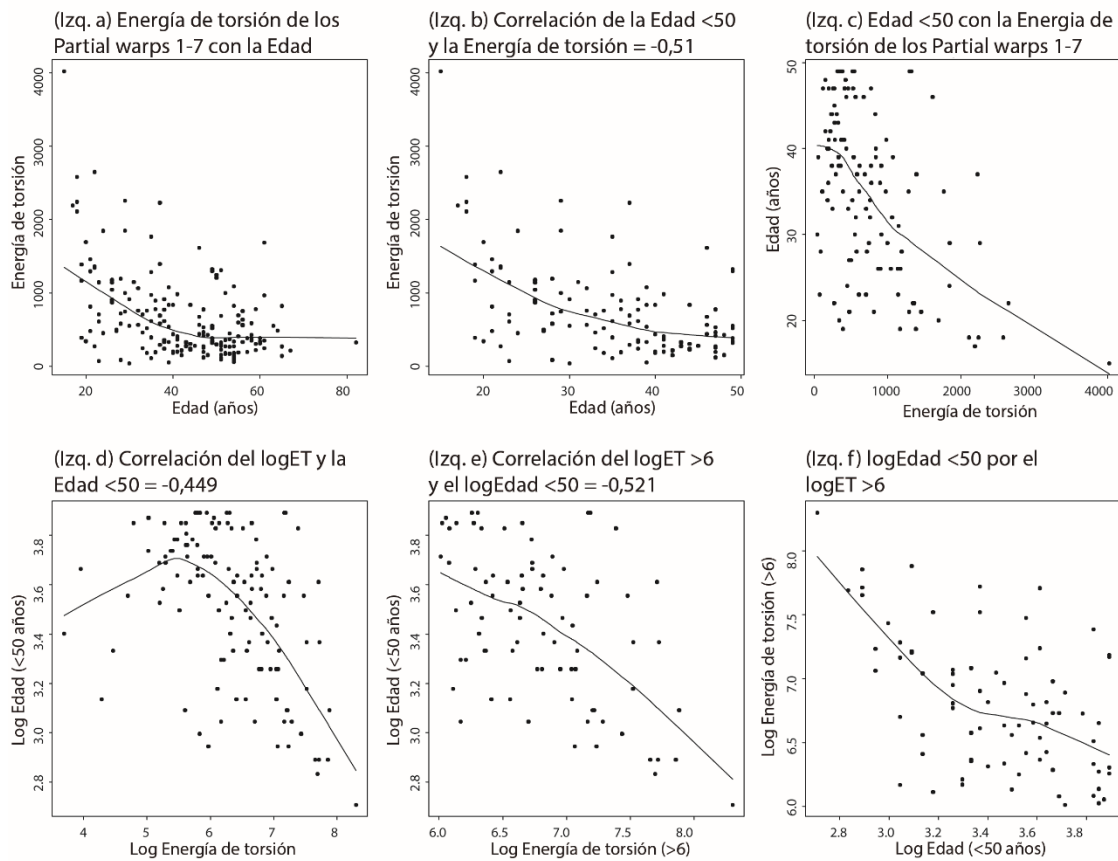 (Izq. a) Energía de torsión de los
Partial warps 1-7 con la Edad
Energía de torsión
4000
3000
2000
1000
0
20
40
60
80
Edad (años)
(Izq. b) Correlación de la Edad <50
y la Energía de torsión = -0,51
Energía de torsión
4000
3000
2000
1000
0
20
30
40
50
Edad (años)
(Izq. c) Edad <50 con la Energia de
torsión de los Partial warps 1-7
Edad (años)
50
40
30
20
0
1000
2000
3000
4000
Energía de torsión
(Izq. d) Correlación del logET y la
Edad <50 = -0,449
Log Edad (<50 años)
3.8
3.6
3.4
3.2
3.0
2.8
4
5
6
7
8
Log Energía de torsión
(Izq. e) Correlación del logET >6
y el logEdad <50 = -0,521
Log Edad (<50 años)
3.8
3.6
3.4
3.2
3.0
2.8
6.0
6.5
7.0
7.5
8.0
Log Energía de torsión (>6)
(Izq. f) logEdad <50 por el
logET >6
Log Energía de torsión (>6)
8.0
7.5
7.0
6.5
6.0
2.8
3.0
3.2
3.4
3.6
3.8
Log Edad (<50 años)